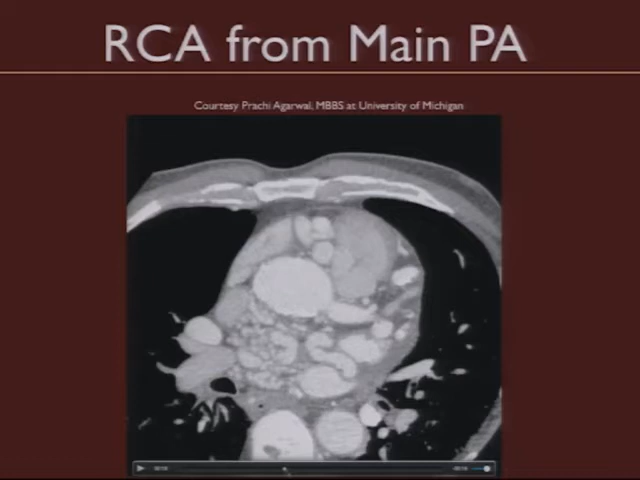 RCA from Main PA
Courtesy Prachi Agarwal, MBBS at University of Michigan